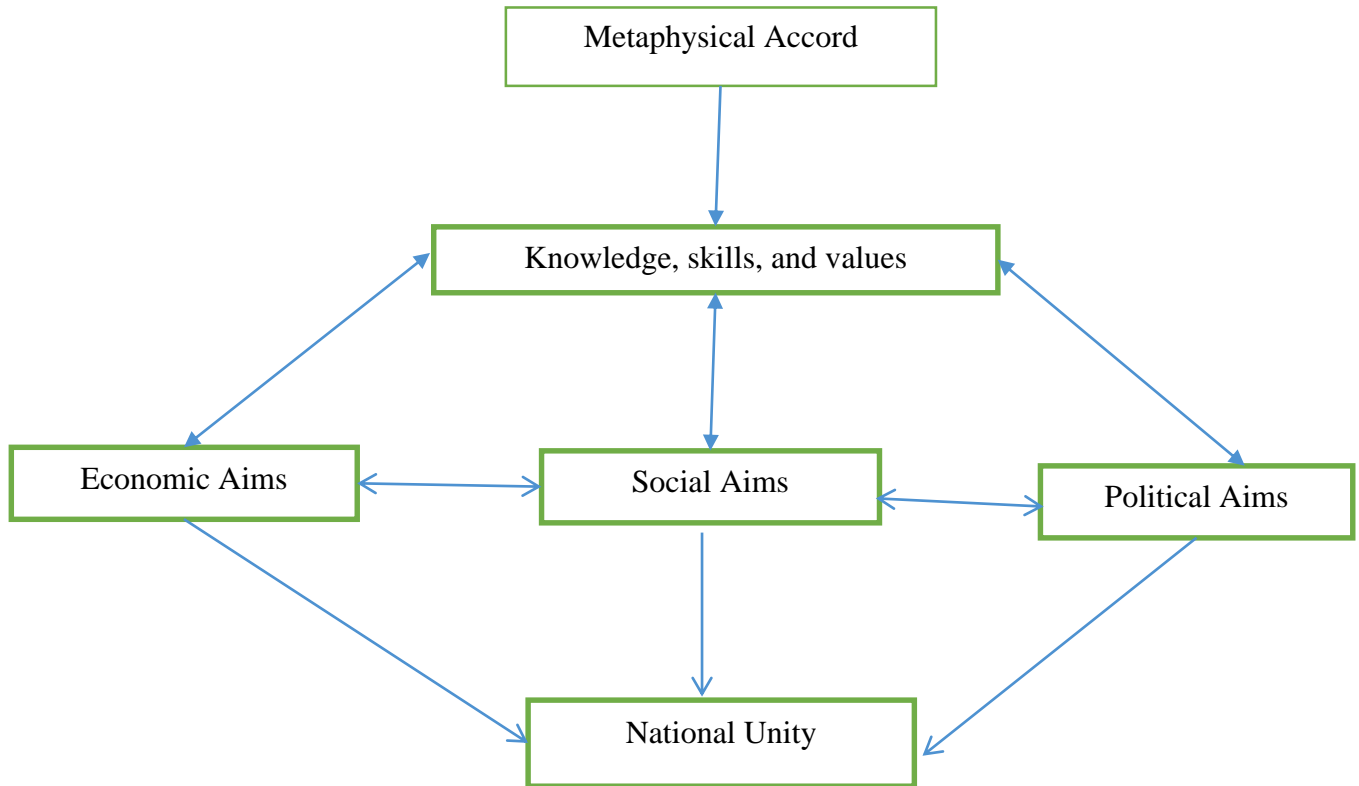 Metaphysical Accord
Knowledge, skills, and values
Economic Aims
Social Aims
Political Aims
National Unity